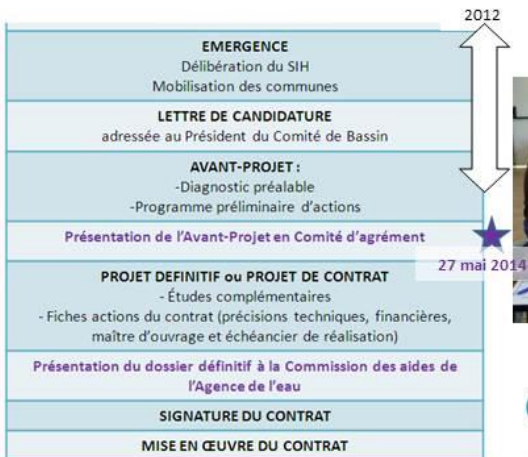 2012
EMERGENCE
Délibération du SIH
Mobilisation des communes
LETTRE DE CANDIDATURE
adressée au Président du Comité de Bassin
AVANT-PROJET :
-Diagnostic préalable
-Programme préliminaire d'actions
Présentation de l'Avant-Projet en Comité d'agrément
27 mai 2014
PROJET DEFINITIF ou PROJET DE CONTRAT
- Études complémentaires
- Fiches actions du contrat (précisions techniques, financières,
maître d'ouvrage et échéancier de réalisation)
Présentation du dossier définitif à la Commission des aides de
l'Agence de l'eau
SIGNATURE DU CONTRAT
MISE EN ŒUVRE DU CONTRAT